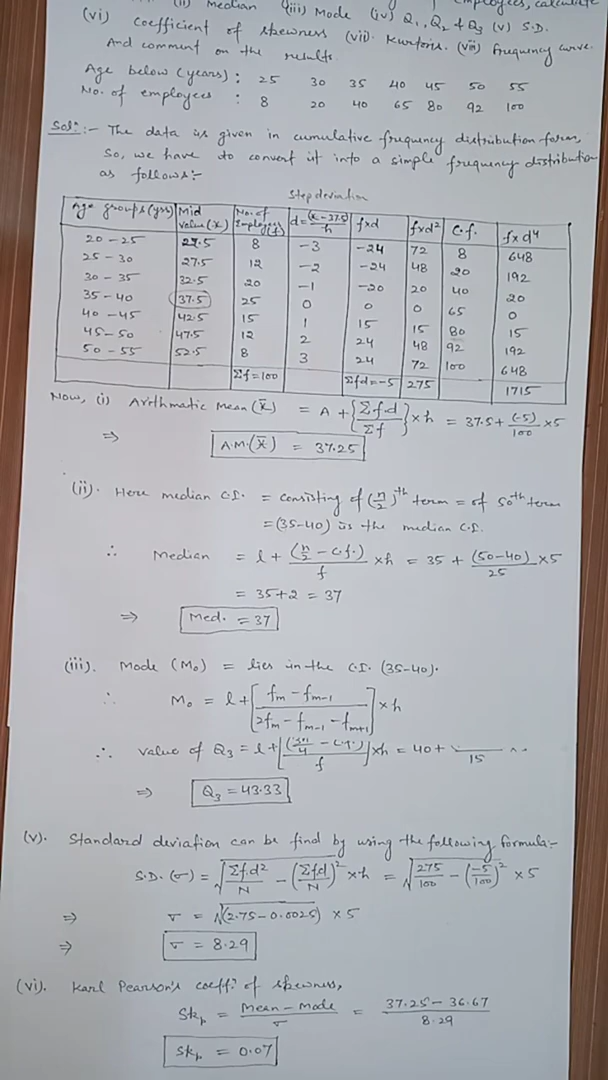 (ii) Median (iii) Mode (iv) Q1, Q2 & Q3 (v) S.D.
(vi) Coefficient of skewness (vii) Kurtosis. (viii) frequency curve.
And comment on the results.
Age below (years) : 25 30 35 40 45 50 55
No. of employees : 8 20 40 65 80 92 100
Solⁿ:- The data is given in cumulative frequency distribution form,
So, we have to convert it into a simple frequency distribution
as follows:-
Step deviation
Age groups (yrs) | Mid value (x) | No. of Employ(f) | d=(x-37.5)/h | fxd | fxd² | C.f. | fxd⁴
20-25 | 22.5 | 8 | -3 | -24 | 72 | 8 | 648
25-30 | 27.5 | 12 | -2 | -24 | 48 | 20 | 192
30-35 | 32.5 | 20 | -1 | -20 | 20 | 40 | 20
35-40 | 37.5 | 25 | 0 | 0 | 0 | 65 | 0
40-45 | 42.5 | 15 | 1 | 15 | 15 | 80 | 15
45-50 | 47.5 | 12 | 2 | 24 | 48 | 92 | 192
50-55 | 52.5 | 8 | 3 | 24 | 72 | 100 | 648
Σf=100 | Σfd=-5 | 275 | 1715
Now, (i) Arithmatic Mean (x̄) = A + {Σfd/Σf} xh = 37.5 + (-5)/100 x5
⇒ A.M.(x̄) = 37.25
(ii). Here median C.I. = consisting of (n/2)th term = of 50th term
= (35-40) is the median C.I.
∴ Median = l + (n/2 - c.f.)/f xh = 35 + (50-40)/25 x5
= 35+2 = 37
⇒ Med. = 37
(iii). Mode (Mo) = lies in the C.I. (35-40).
∴ Mo = l + [fm - fm-1 / 2fm - fm-1 - fm+1] xh
∴ value of Q3 = l + ( - c.f.)/f xh = 40 + /15
⇒ Q3 = 43.33
(v). Standard deviation can be find by using the following formula:-
S.D. (σ) = √(Σf.d²/N - (Σfd/N)²) xh = √(275/100 - (-5/100)²) x 5
⇒ σ = √(2.75-0.0025) x 5
⇒ σ = 8.29
(vi). Karl Pearson's coeffⁿ. of skewness,
Skp = Mean - Mode / σ = 37.25 - 36.67 / 8.29
Skp = 0.07